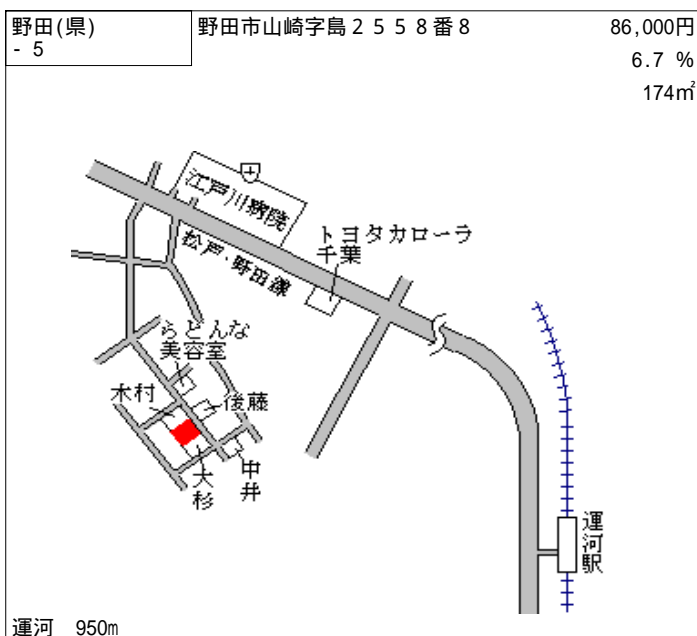 野田(県)
- 5
野田市山崎字島２５５８番８
86,000円
6.7 %
174㎡
江戸川病院
トヨタカローラ
千葉
松戸・野田線
らどんな
美容室
木村
後藤
大杉
中井
運河駅
運河 950m